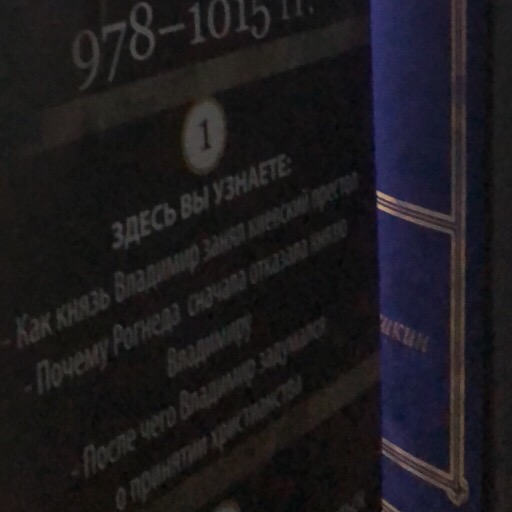 978–1015 гг.
1
ЗДЕСЬ ВЫ УЗНАЕТЕ:
- Как князь Владимир занял киевский престол
- Почему Рогнеда сначала отказала князю
Владимиру
- После чего Владимир задумался
о принятии христианства